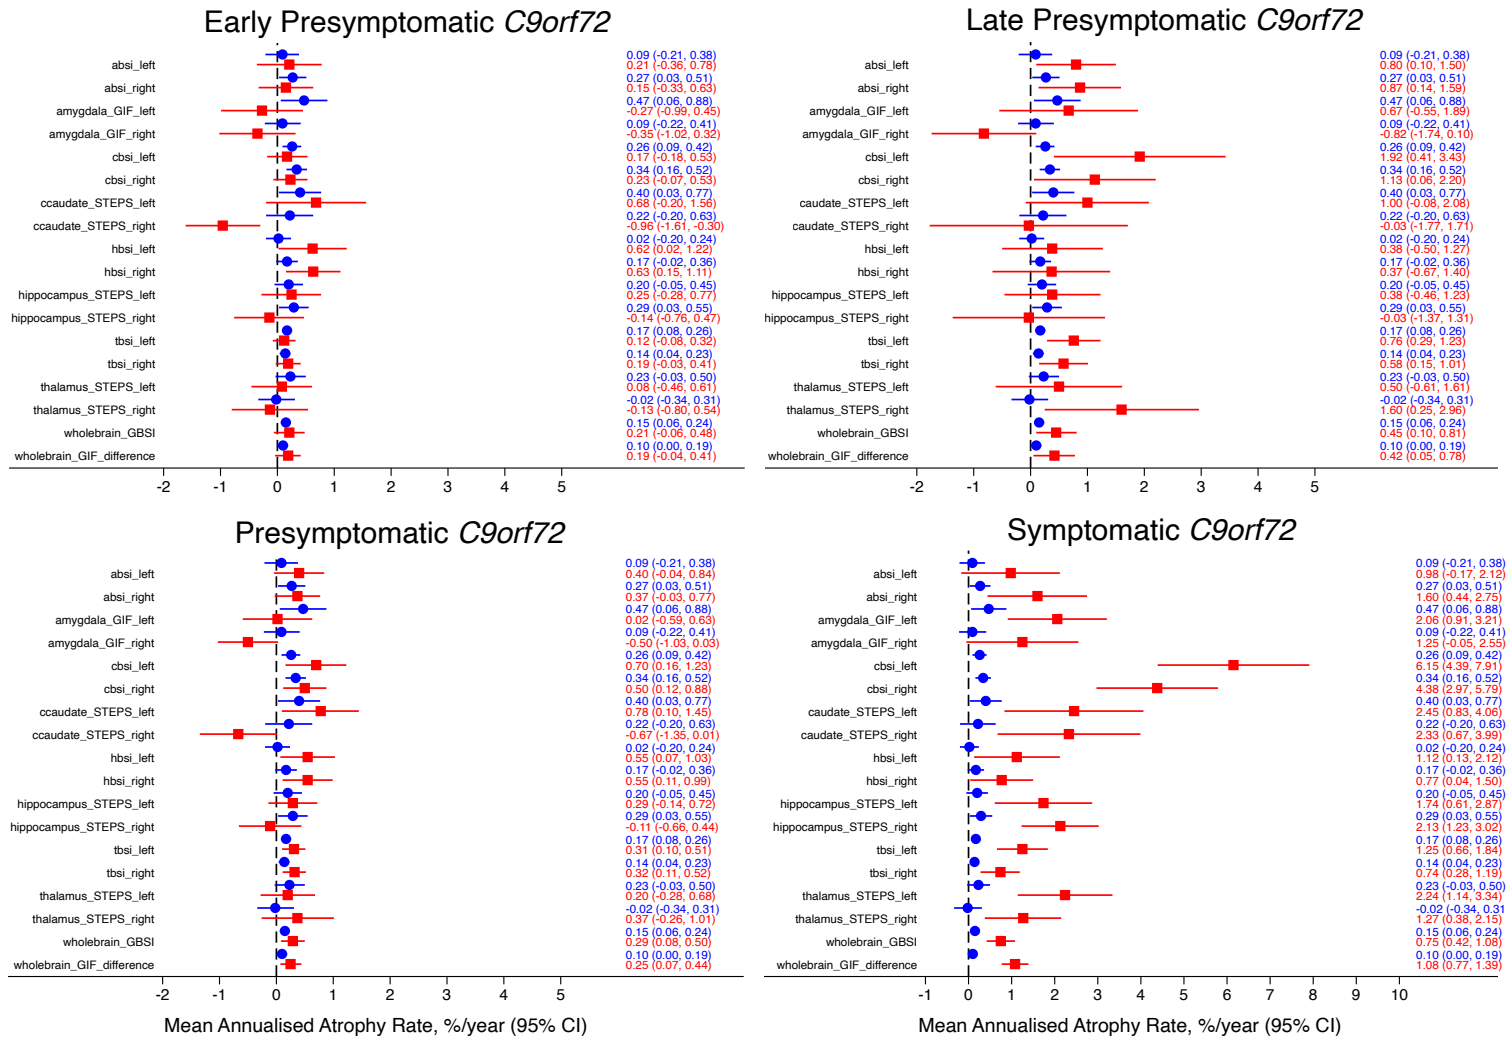 Early Presymptomatic C9orf72
0.09 (-0.21, 0.38)
absi_left 0.21 (-0.36, 0.78)
0.27 (0.03, 0.51)
absi_right 0.15 (-0.33, 0.63)
0.47 (0.06, 0.88)
amygdala_GIF_left -0.27 (-0.99, 0.45)
0.09 (-0.22, 0.41)
amygdala_GIF_right -0.35 (-1.02, 0.32)
0.26 (0.09, 0.42)
cbsi_left 0.17 (-0.18, 0.53)
0.34 (0.16, 0.52)
cbsi_right 0.23 (-0.07, 0.53)
0.40 (0.03, 0.77)
ccaudate_STEPS_left 0.68 (-0.20, 1.56)
0.22 (-0.20, 0.63)
ccaudate_STEPS_right -0.96 (-1.61, -0.30)
0.02 (-0.20, 0.24)
hbsi_left 0.62 (0.02, 1.22)
0.17 (-0.02, 0.36)
hbsi_right 0.63 (0.15, 1.11)
0.20 (-0.05, 0.45)
hippocampus_STEPS_left 0.25 (-0.28, 0.77)
0.29 (0.03, 0.55)
hippocampus_STEPS_right -0.14 (-0.76, 0.47)
0.17 (0.08, 0.26)
tbsi_left 0.12 (-0.08, 0.32)
0.14 (0.04, 0.23)
tbsi_right 0.19 (-0.03, 0.41)
0.23 (-0.03, 0.50)
thalamus_STEPS_left 0.08 (-0.46, 0.61)
-0.02 (-0.34, 0.31)
thalamus_STEPS_right -0.13 (-0.80, 0.54)
0.15 (0.06, 0.24)
wholebrain_GBSI 0.21 (-0.06, 0.48)
0.10 (0.00, 0.19)
wholebrain_GIF_difference 0.19 (-0.04, 0.41)
-2 -1 0 1 2 3 4 5
Late Presymptomatic C9orf72
0.09 (-0.21, 0.38)
absi_left 0.80 (0.10, 1.50)
0.27 (0.03, 0.51)
absi_right 0.87 (0.14, 1.59)
0.47 (0.06, 0.88)
amygdala_GIF_left 0.67 (-0.55, 1.89)
0.09 (-0.22, 0.41)
amygdala_GIF_right -0.82 (-1.74, 0.10)
0.26 (0.09, 0.42)
cbsi_left 1.92 (0.41, 3.43)
0.34 (0.16, 0.52)
cbsi_right 1.13 (0.06, 2.20)
0.40 (0.03, 0.77)
caudate_STEPS_left 1.00 (-0.08, 2.08)
0.22 (-0.20, 0.63)
caudate_STEPS_right -0.03 (-1.77, 1.71)
0.02 (-0.20, 0.24)
hbsi_left 0.38 (-0.50, 1.27)
0.17 (-0.02, 0.36)
hbsi_right 0.37 (-0.67, 1.40)
0.20 (-0.05, 0.45)
hippocampus_STEPS_left 0.38 (-0.46, 1.23)
0.29 (0.03, 0.55)
hippocampus_STEPS_right -0.03 (-1.37, 1.31)
0.17 (0.08, 0.26)
tbsi_left 0.76 (0.29, 1.23)
0.14 (0.04, 0.23)
tbsi_right 0.58 (0.15, 1.01)
0.23 (-0.03, 0.50)
thalamus_STEPS_left 0.50 (-0.61, 1.61)
-0.02 (-0.34, 0.31)
thalamus_STEPS_right 1.60 (0.25, 2.96)
0.15 (0.06, 0.24)
wholebrain_GBSI 0.45 (0.10, 0.81)
0.10 (0.00, 0.19)
wholebrain_GIF_difference 0.42 (0.05, 0.78)
-2 -1 0 1 2 3 4 5
Presymptomatic C9orf72
0.09 (-0.21, 0.38)
absi_left 0.40 (-0.04, 0.84)
0.27 (0.03, 0.51)
absi_right 0.37 (-0.03, 0.77)
0.47 (0.06, 0.88)
amygdala_GIF_left 0.02 (-0.59, 0.63)
0.09 (-0.22, 0.41)
amygdala_GIF_right -0.50 (-1.03, 0.03)
0.26 (0.09, 0.42)
cbsi_left 0.70 (0.16, 1.23)
0.34 (0.16, 0.52)
cbsi_right 0.50 (0.12, 0.88)
0.40 (0.03, 0.77)
ccaudate_STEPS_left 0.78 (0.10, 1.45)
0.22 (-0.20, 0.63)
ccaudate_STEPS_right -0.67 (-1.35, 0.01)
0.02 (-0.20, 0.24)
hbsi_left 0.55 (0.07, 1.03)
0.17 (-0.02, 0.36)
hbsi_right 0.55 (0.11, 0.99)
0.20 (-0.05, 0.45)
hippocampus_STEPS_left 0.29 (-0.14, 0.72)
0.29 (0.03, 0.55)
hippocampus_STEPS_right -0.11 (-0.66, 0.44)
0.17 (0.08, 0.26)
tbsi_left 0.31 (0.10, 0.51)
0.14 (0.04, 0.23)
tbsi_right 0.32 (0.11, 0.52)
0.23 (-0.03, 0.50)
thalamus_STEPS_left 0.20 (-0.28, 0.68)
-0.02 (-0.34, 0.31)
thalamus_STEPS_right 0.37 (-0.26, 1.01)
0.15 (0.06, 0.24)
wholebrain_GBSI 0.29 (0.08, 0.50)
0.10 (0.00, 0.19)
wholebrain_GIF_difference 0.25 (0.07, 0.44)
-2 -1 0 1 2 3 4 5
Mean Annualised Atrophy Rate, %/year (95% CI)
Symptomatic C9orf72
0.09 (-0.21, 0.38)
absi_left 0.98 (-0.17, 2.12)
0.27 (0.03, 0.51)
absi_right 1.60 (0.44, 2.75)
0.47 (0.06, 0.88)
amygdala_GIF_left 2.06 (0.91, 3.21)
0.09 (-0.22, 0.41)
amygdala_GIF_right 1.25 (-0.05, 2.55)
0.26 (0.09, 0.42)
cbsi_left 6.15 (4.39, 7.91)
0.34 (0.16, 0.52)
cbsi_right 4.38 (2.97, 5.79)
0.40 (0.03, 0.77)
caudate_STEPS_left 2.45 (0.83, 4.06)
0.22 (-0.20, 0.63)
caudate_STEPS_right 2.33 (0.67, 3.99)
0.02 (-0.20, 0.24)
hbsi_left 1.12 (0.13, 2.12)
0.17 (-0.02, 0.36)
hbsi_right 0.77 (0.04, 1.50)
0.20 (-0.05, 0.45)
hippocampus_STEPS_left 1.74 (0.61, 2.87)
0.29 (0.03, 0.55)
hippocampus_STEPS_right 2.13 (1.23, 3.02)
0.17 (0.08, 0.26)
tbsi_left 1.25 (0.66, 1.84)
0.14 (0.04, 0.23)
tbsi_right 0.74 (0.28, 1.19)
0.23 (-0.03, 0.50)
thalamus_STEPS_left 2.24 (1.14, 3.34)
-0.02 (-0.34, 0.31
thalamus_STEPS_right 1.27 (0.38, 2.15)
0.15 (0.06, 0.24)
wholebrain_GBSI 0.75 (0.42, 1.08)
0.10 (0.00, 0.19)
wholebrain_GIF_difference 1.08 (0.77, 1.39)
-1 0 1 2 3 4 5 6 7 8 9 10
Mean Annualised Atrophy Rate, %/year (95% CI)